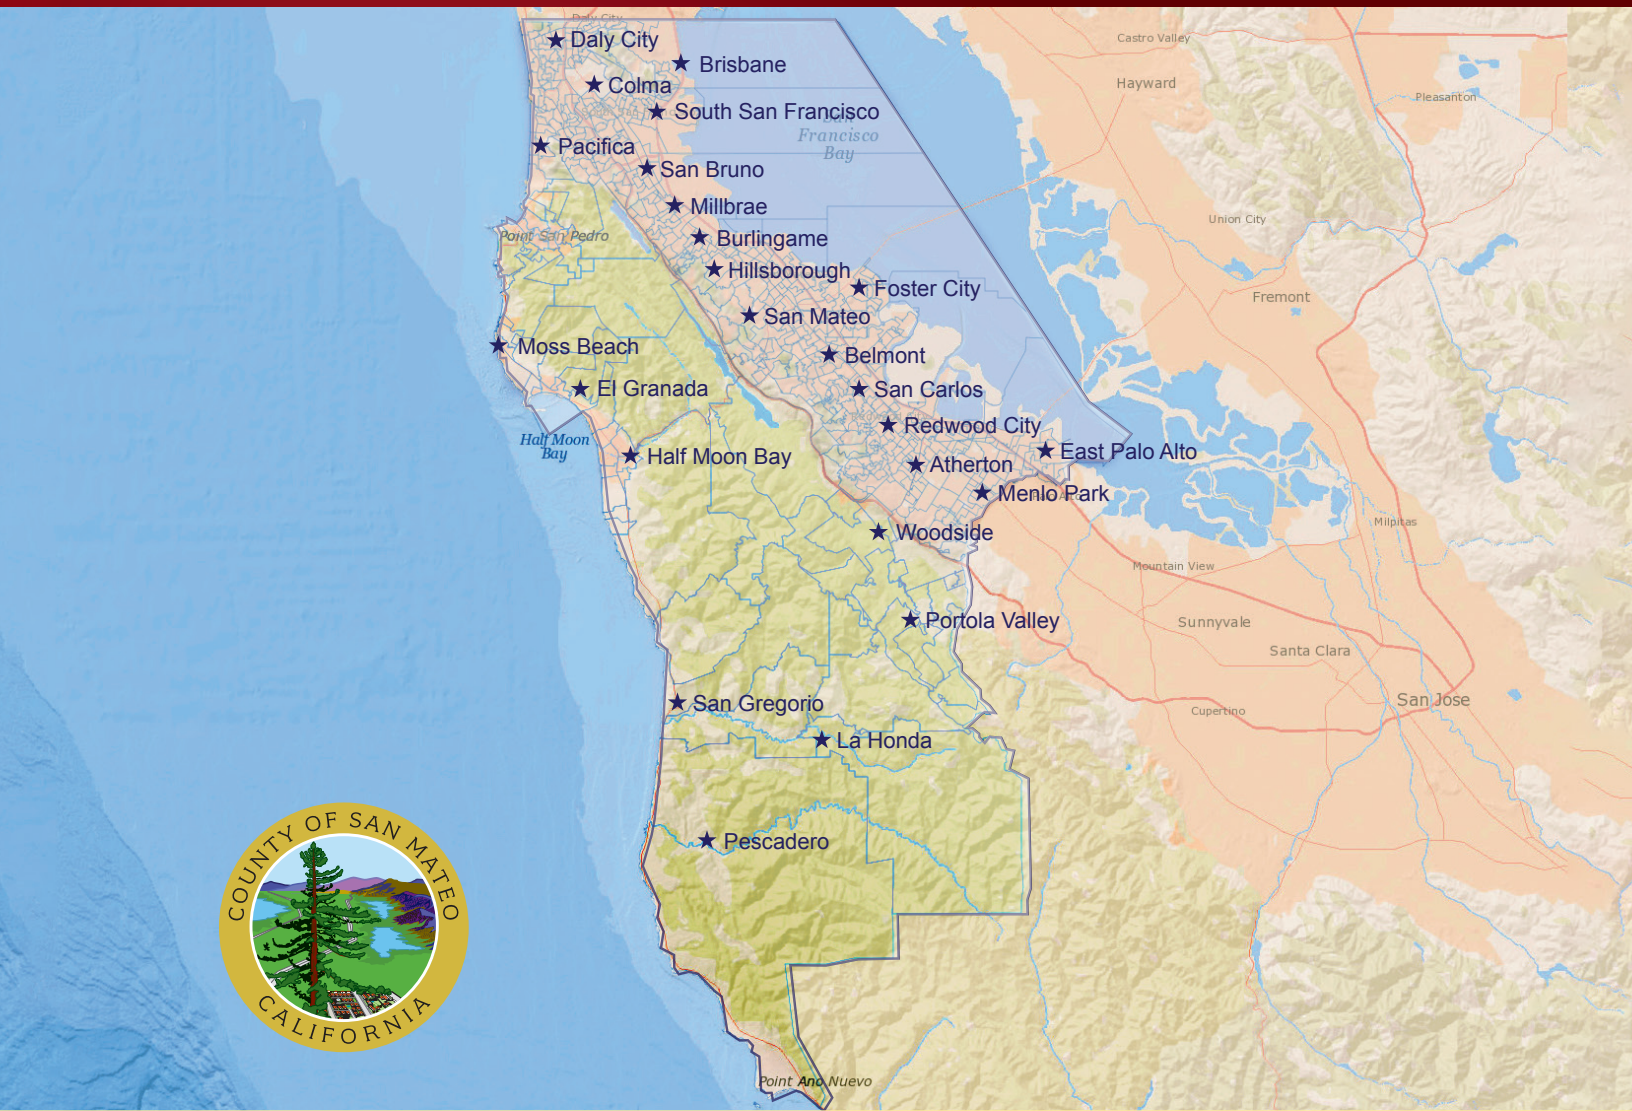 Daly City
Daly City
Castro Valley
Brisbane
Colma
Hayward
Pleasanton
South San Francisco
San
Francisco
Bay
Pacifica
San Bruno
Millbrae
Union City
Point San Pedro
Burlingame
Hillsborough
Foster City
Fremont
San Mateo
Moss Beach
Belmont
El Granada
San Carlos
Redwood City
Half Moon
Bay
Half Moon Bay
East Palo Alto
Atherton
Menlo Park
Milpitas
Woodside
Mountain View
Portola Valley
Sunnyvale
Santa Clara
San Gregorio
San Jose
Cupertino
La Honda
Pescadero
COUNTY OF SAN MATEO
CALIFORNIA
Point Ano Nuevo